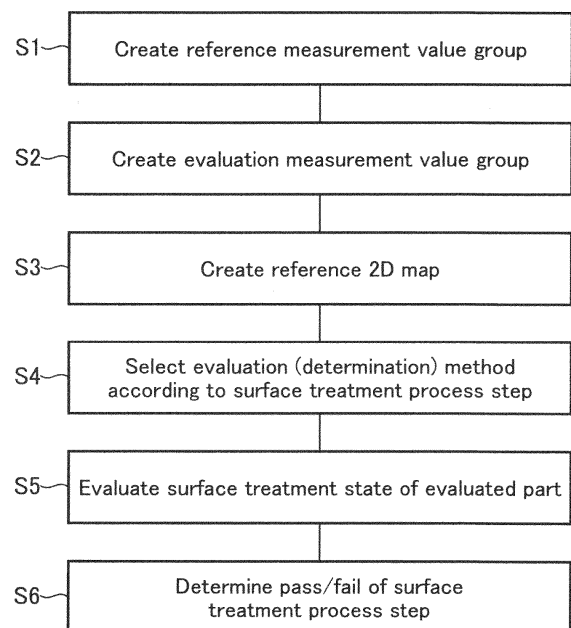 S1 Create reference measurement value group
S2 Create evaluation measurement value group
S3 Create reference 2D map
S4 Select evaluation (determination) method
according to surface treatment process step
S5 Evaluate surface treatment state of evaluated part
S6 Determine pass/fail of surface
treatment process step